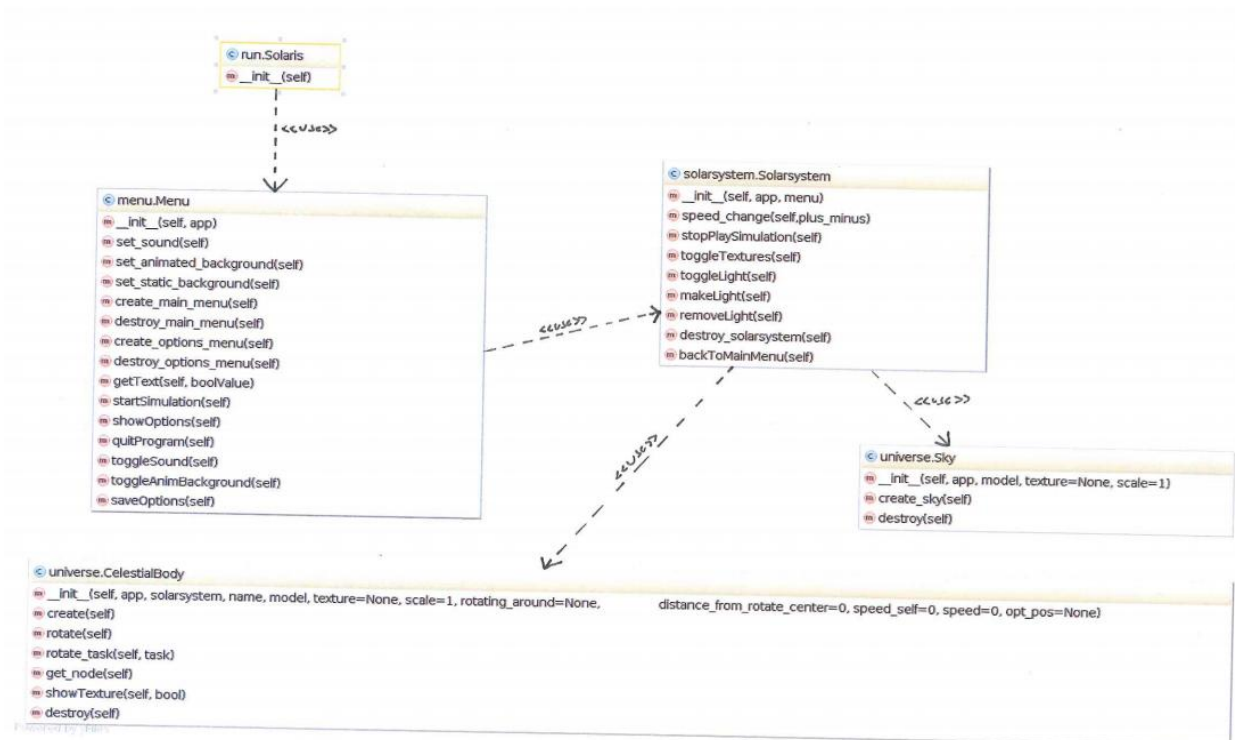 run.Solaris
__init__(self)
<<use>>
menu.Menu
__init__(self, app)
set_sound(self)
set_animated_background(self)
set_static_background(self)
create_main_menu(self)
destroy_main_menu(self)
create_options_menu(self)
destroy_options_menu(self)
getText(self, boolValue)
startSimulation(self)
showOptions(self)
quitProgram(self)
toggleSound(self)
toggleAnimBackground(self)
saveOptions(self)
<<use>>
solarsystem.Solarsystem
__init__(self, app, menu)
speed_change(self,plus_minus)
stopPlaySimulation(self)
toggleTextures(self)
toggleLight(self)
makeLight(self)
removeLight(self)
destroy_solarsystem(self)
backToMainMenu(self)
<<use>>
<<use>>
universe.Sky
__init__(self, app, model, texture=None, scale=1)
create_sky(self)
destroy(self)
universe.CelestialBody
__init__(self, app, solarsystem, name, model, texture=None, scale=1, rotating_around=None, distance_from_rotate_center=0, speed_self=0, speed=0, opt_pos=None)
create(self)
rotate(self)
rotate_task(self, task)
get_node(self)
showTexture(self, bool)
destroy(self)
Powered by yFiles